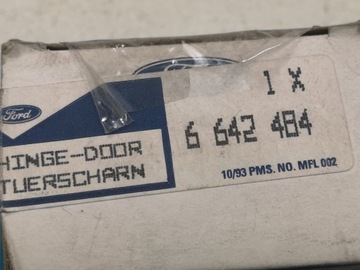 Ford
1 X
6 642 484
HINGE-DOOR
TUERSCHARN
10/93 PMS. NO. MFL 002